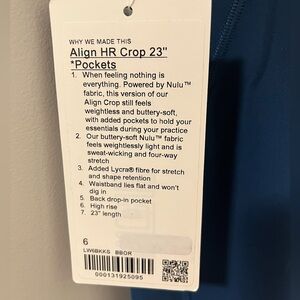 WHY WE MADE THIS
Align HR Crop 23"
*Pockets
1. When feeling nothing is
everything. Powered by Nulu™
fabric, this version of our
Align Crop still feels
weightless and buttery-soft,
with added pockets to hold your
essentials during your practice
2. Our buttery-soft Nulu™ fabric
feels weightlessly light and is
sweat-wicking and four-way
stretch
3. Added Lycra® fibre for stretch
and shape retention
4. Waistband lies flat and won't
dig in
5. Back drop-in pocket
6. High rise
7. 23" length
6
LW6BKKS BBOR
000131925095